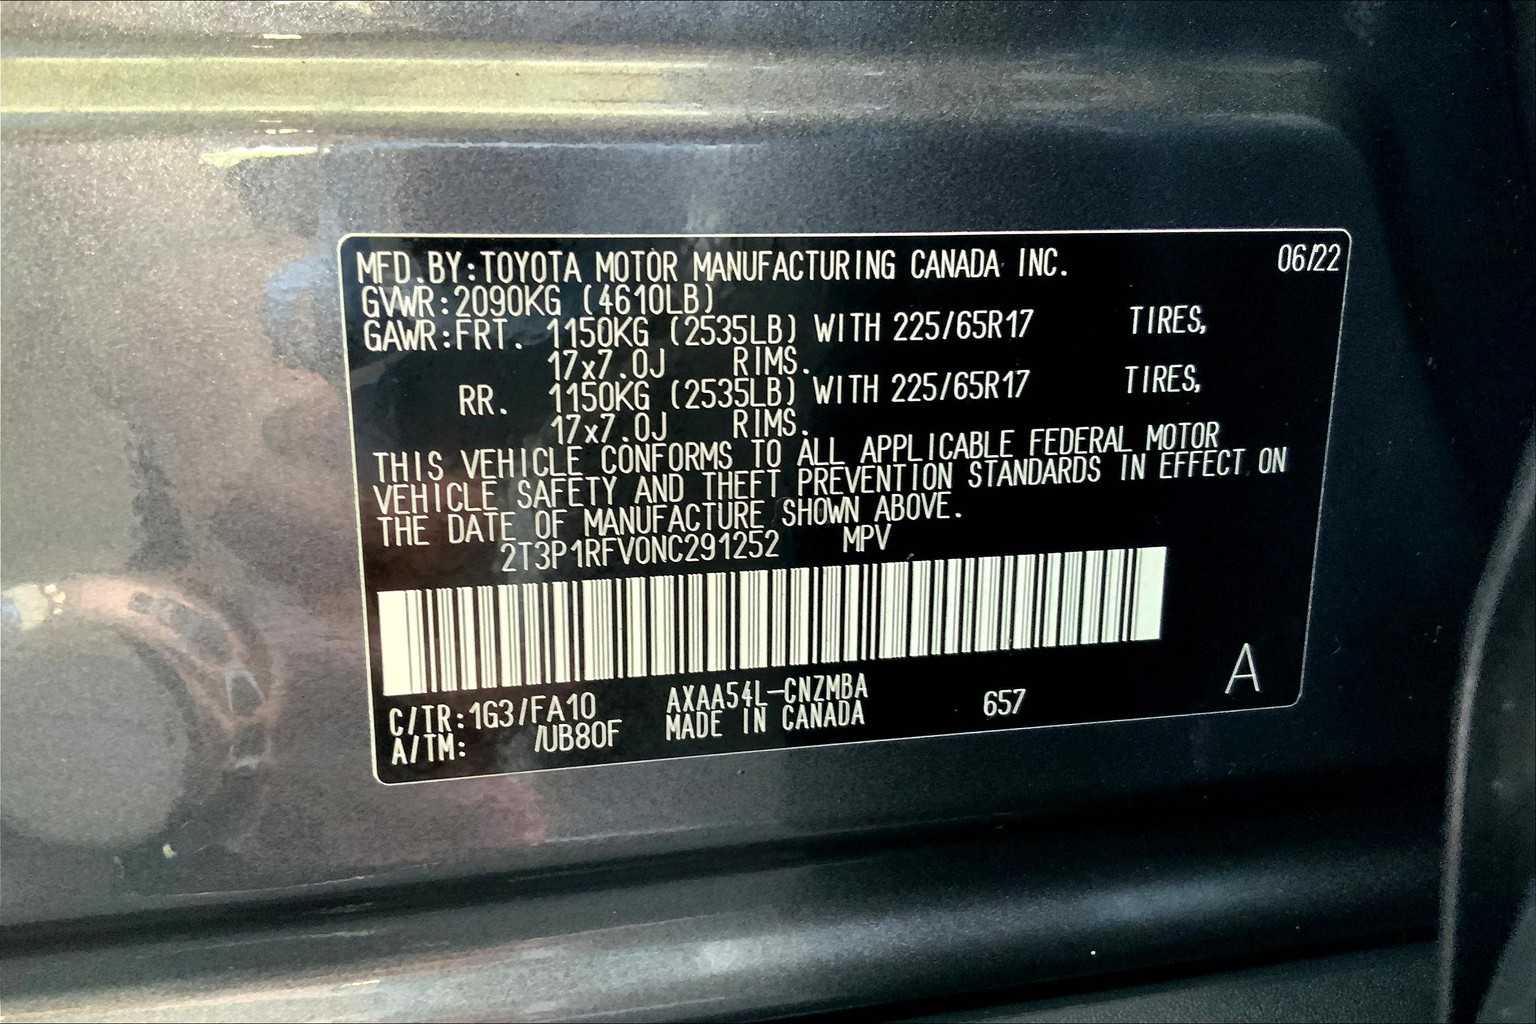 MFD.BY:TOYOTA MOTOR MANUFACTURING CANADA INC. 06/22
GVWR:2090KG (4610LB)
GAWR:FRT. 1150KG (2535LB) WITH 225/65R17 TIRES,
17x7.0J RIMS.
RR. 1150KG (2535LB) WITH 225/65R17 TIRES,
17x7.0J RIMS.
THIS VEHICLE CONFORMS TO ALL APPLICABLE FEDERAL MOTOR
VEHICLE SAFETY AND THEFT PREVENTION STANDARDS IN EFFECT ON
THE DATE OF MANUFACTURE SHOWN ABOVE.
2T3P1RFV0NC291252 MPV
C/TR:1G3/FA10 AXAA54L-CNZMBA 657 A
A/TM: /UB80F MADE IN CANADA